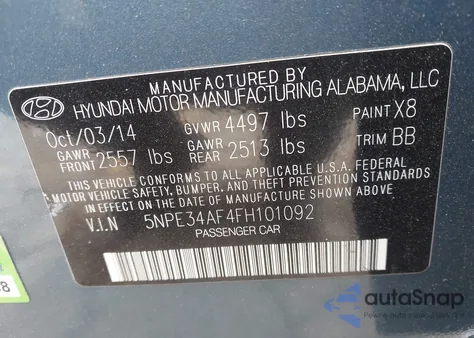 MANUFACTURED BY
HYUNDAI MOTOR MANUFACTURING ALABAMA, LLC
Oct/03/14 GVWR 4497 lbs PAINT X8
GAWR FRONT 2557 lbs GAWR REAR 2513 lbs TRIM BB
THIS VEHICLE CONFORMS TO ALL APPLICABLE U.S.A. FEDERAL
MOTOR VEHICLE SAFETY, BUMPER, AND THEFT PREVENTION STANDARDS
IN EFFECT ON THE DATE OF MANUFACTURE SHOWN ABOVE.
V.I.N 5NPE34AF4FH101092
PASSENGER CAR
autoSnap